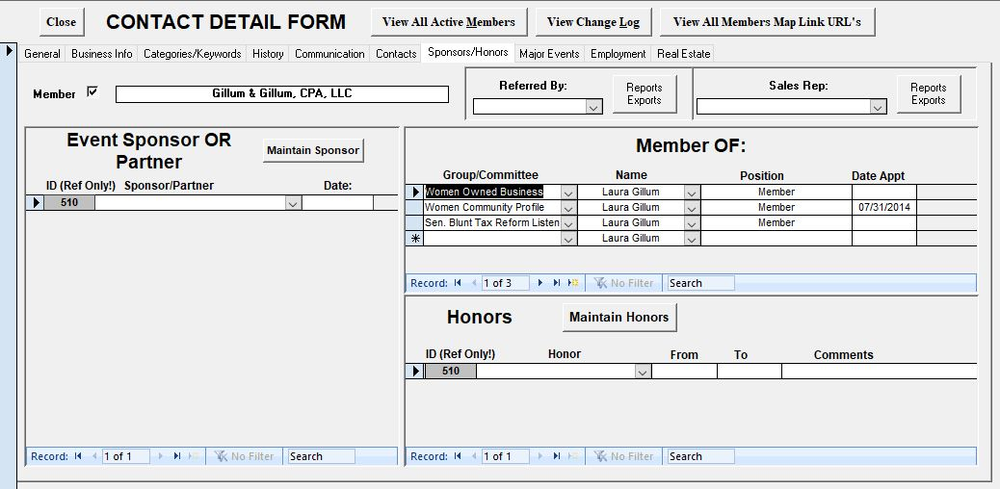 Close CONTACT DETAIL FORM View All Active Members View Change Log View All Members Map Link URL's
General Business Info Categories/Keywords History Communication Contacts Sponsors/Honors Major Events Employment Real Estate
Member Gillum & Gillum, CPA, LLC
Referred By: Reports
Exports
Sales Rep: Reports
Exports
Event Sponsor OR
Partner
Maintain Sponsor
ID (Ref Only!) Sponsor/Partner Date:
510
Record: 1 of 1 No Filter Search
Member OF:
Group/Committee Name Position Date Appt
Women Owned Business Laura Gillum Member
Women Community Profile Laura Gillum Member 07/31/2014
Sen. Blunt Tax Reform Listen Laura Gillum Member
Laura Gillum
Record: 1 of 3 No Filter Search
Honors Maintain Honors
ID (Ref Only!) Honor From To Comments
510
Record: 1 of 1 No Filter Search